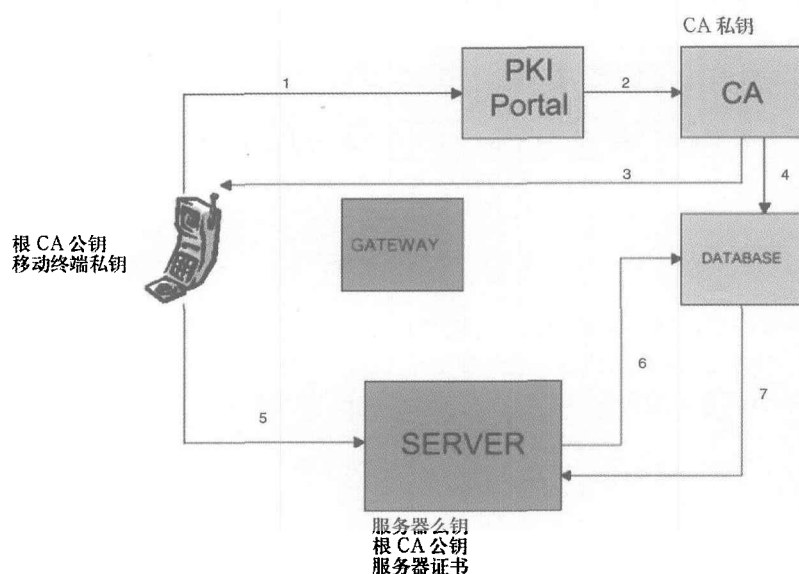 CA 私钥
PKI
Portal
CA
1
2
3
4
根 CA 公钥
移动终端私钥
GATEWAY
DATABASE
5
6
7
SERVER
服务器么钥
根 CA 公钥
服务器证书